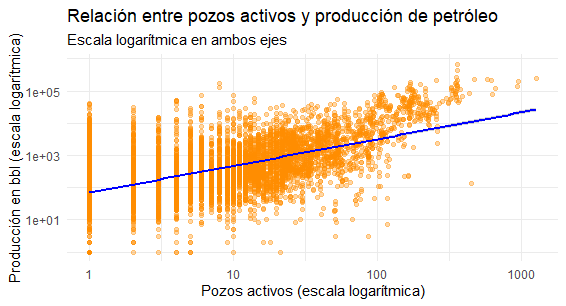 Relación entre pozos activos y producción de petróleo
Escala logarítmica en ambos ejes
Producción en bbl (escala logarítmica)
1e+05
1e+03
1e+01
1
10
100
1000
Pozos activos (escala logarítmica)